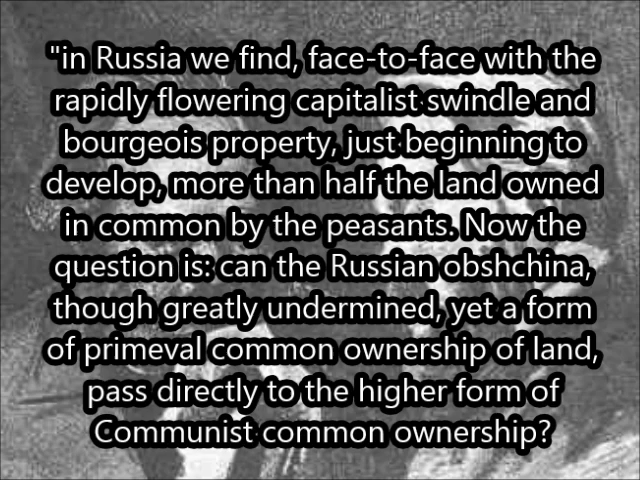 "in Russia we find, face-to-face with the
rapidly flowering capitalist swindle and
bourgeois property, just beginning to
develop, more than half the land owned
in common by the peasants. Now the
question is: can the Russian obshchina,
though greatly undermined, yet a form
of primeval common ownership of land,
pass directly to the higher form of
Communist common ownership?